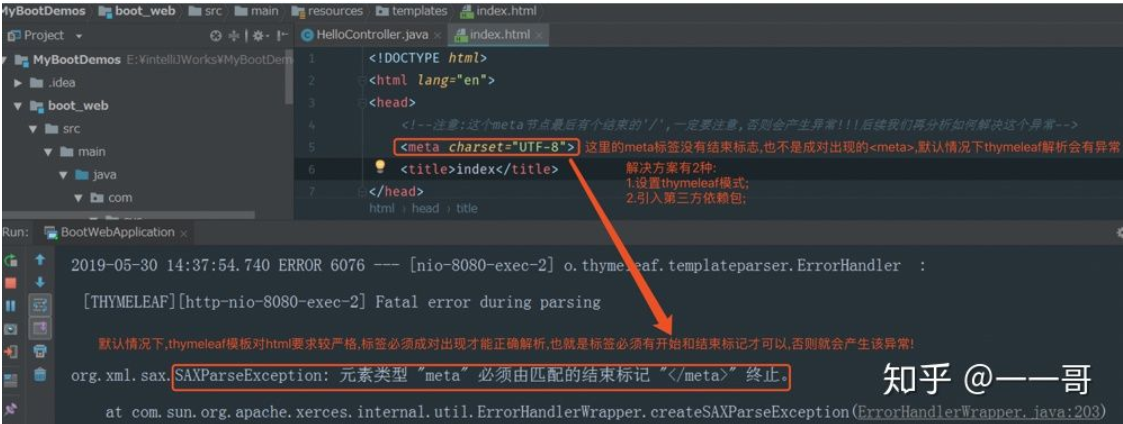 MyBootDemos boot_web src main resources templates index.html
Project HelloController.java × index.html ×
MyBootDemos E:¥intelliJWorks¥MyBootDem
.idea
boot_web
src
main
java
com
1 <!DOCTYPE html>
2 <html lang="en">
3 <head>
4 <!--注意:这个meta节点最后有个结束的'/',一定要注意,否则会产生异常!!!后续我们再分析如何解决这个异常-->
5 <meta charset="UTF-8"> 这里的meta标签没有结束标志,也不是成对出现的<meta>,默认情况下thymeleaf解析会有异常
6 <title>index</title> 解决方案有2种:
1.设置thymeleaf模式;
7 </head> 2.引入第三方依赖包;
html › head › title
Run: BootWebApplication ×
2019-05-30 14:37:54.740 ERROR 6076 --- [nio-8080-exec-2] o.thymeleaf.templateparser.ErrorHandler :
[THYMELEAF][http-nio-8080-exec-2] Fatal error during parsing
默认情况下,thymeleaf模板对html要求较严格,标签必须成对出现才能正确解析,也就是标签必须有开始和结束标记才可以,否则就会产生该异常!
org.xml.sax.SAXParseException: 元素类型 "meta" 必须由匹配的结束标记 "</meta>" 终止。
知乎 @一一哥
at com.sun.org.apache.xerces.internal.util.ErrorHandlerWrapper.createSAXParseException(ErrorHandlerWrapper.java:203)